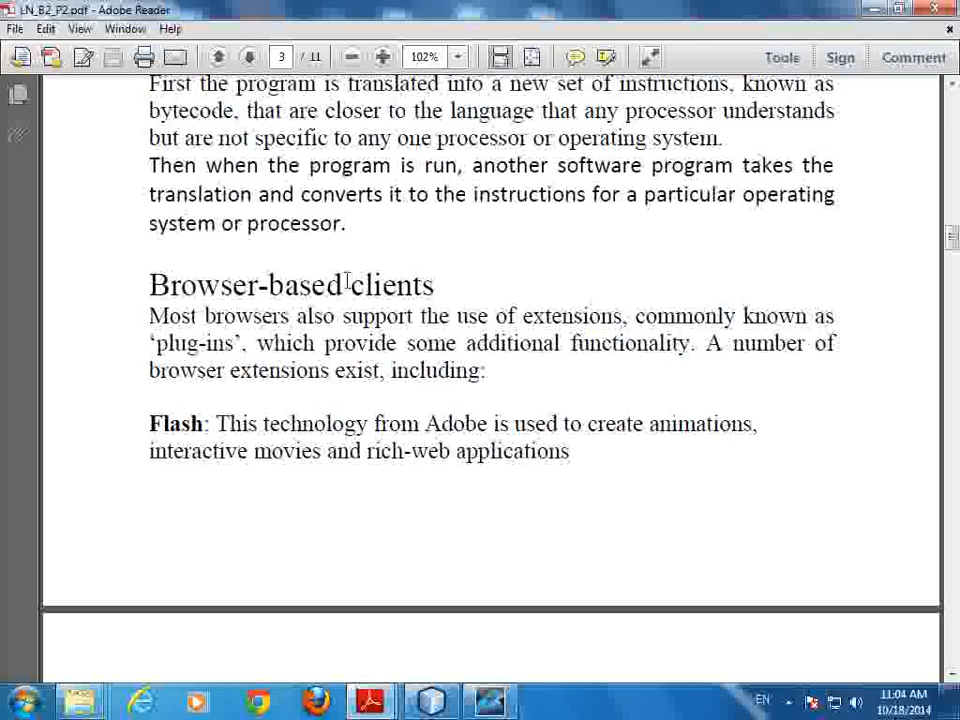 LN_B2_P2.pdf - Adobe Reader
File Edit View Window Help
3 / 11 102% Tools Sign Comment
First the program is translated into a new set of instructions, known as
bytecode, that are closer to the language that any processor understands
but are not specific to any one processor or operating system.
Then when the program is run, another software program takes the
translation and converts it to the instructions for a particular operating
system or processor.
Browser-based clients
Most browsers also support the use of extensions, commonly known as
‘plug-ins’, which provide some additional functionality. A number of
browser extensions exist, including:
Flash: This technology from Adobe is used to create animations,
interactive movies and rich-web applications
EN 11:04 AM
10/18/2014